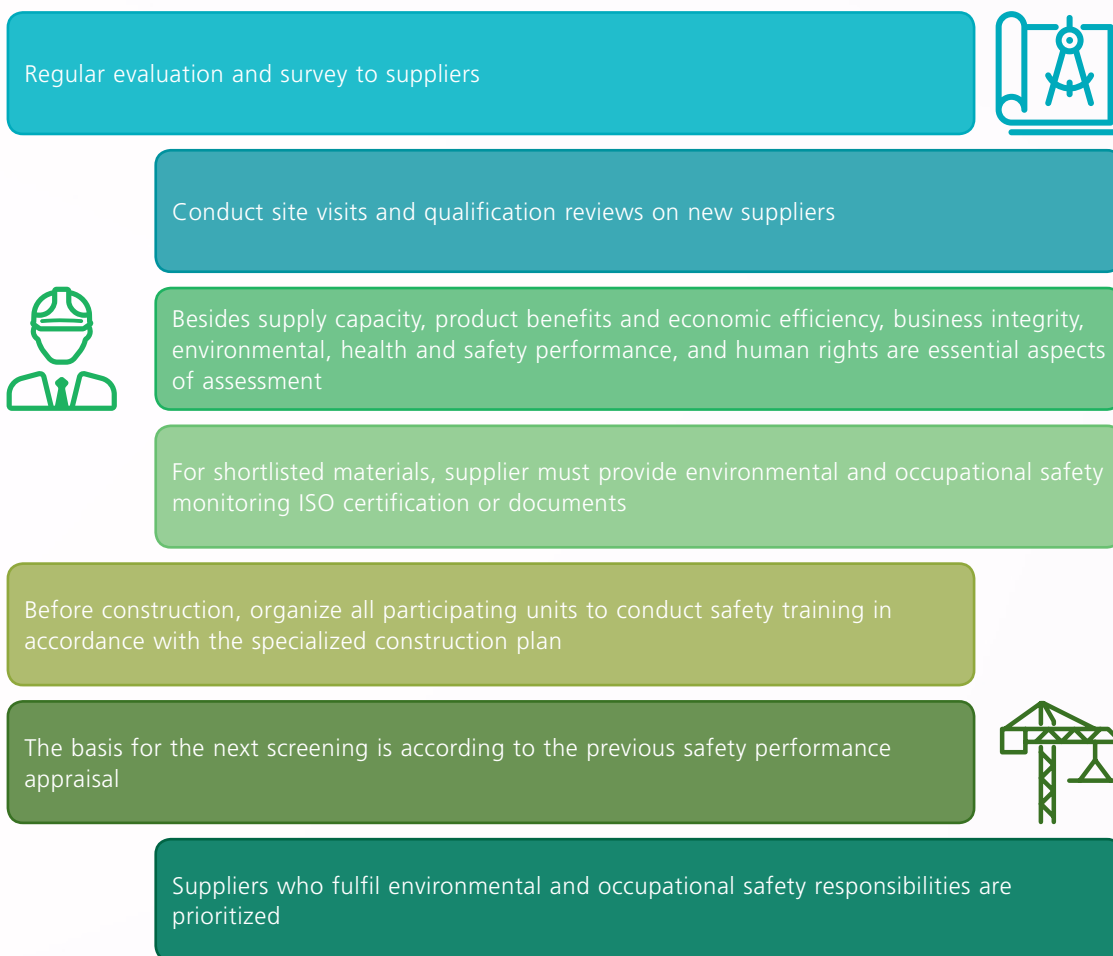 Regular evaluation and survey to suppliers
Conduct site visits and qualification reviews on new suppliers
Besides supply capacity, product benefits and economic efficiency, business integrity,
environmental, health and safety performance, and human rights are essential aspects
of assessment
For shortlisted materials, supplier must provide environmental and occupational safety
monitoring ISO certification or documents
Before construction, organize all participating units to conduct safety training in
accordance with the specialized construction plan
The basis for the next screening is according to the previous safety performance
appraisal
Suppliers who fulfil environmental and occupational safety responsibilities are
prioritized